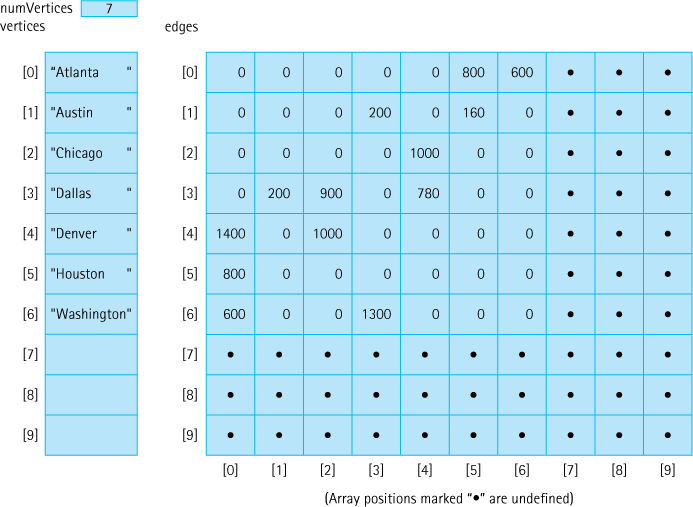 numVertices 7
vertices edges
[0] "Atlanta " [0] 0 0 0 0 0 800 600 • • •
[1] "Austin " [1] 0 0 0 200 0 160 0 • • •
[2] "Chicago " [2] 0 0 0 0 1000 0 0 • • •
[3] "Dallas " [3] 0 200 900 0 780 0 0 • • •
[4] "Denver " [4] 1400 0 1000 0 0 0 0 • • •
[5] "Houston " [5] 800 0 0 0 0 0 0 • • •
[6] "Washington" [6] 600 0 0 1300 0 0 0 • • •
[7] [7] • • • • • • • • • •
[8] [8] • • • • • • • • • •
[9] [9] • • • • • • • • • •
[0] [1] [2] [3] [4] [5] [6] [7] [8] [9]
(Array positions marked "•" are undefined)